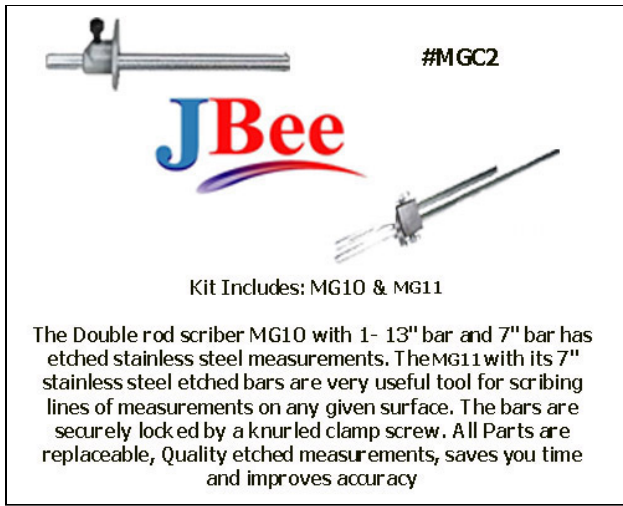 #MGC2
JBee
Kit Includes: MG10 & MG11
The Double rod scriber MG10 with 1- 13" bar and 7" bar has
etched stainless steel measurements. The MG11 with its 7"
stainless steel etched bars are very useful tool for scribing
lines of measurements on any given surface. The bars are
securely locked by a knurled clamp screw. All Parts are
replaceable, Quality etched measurements, saves you time
and improves accuracy